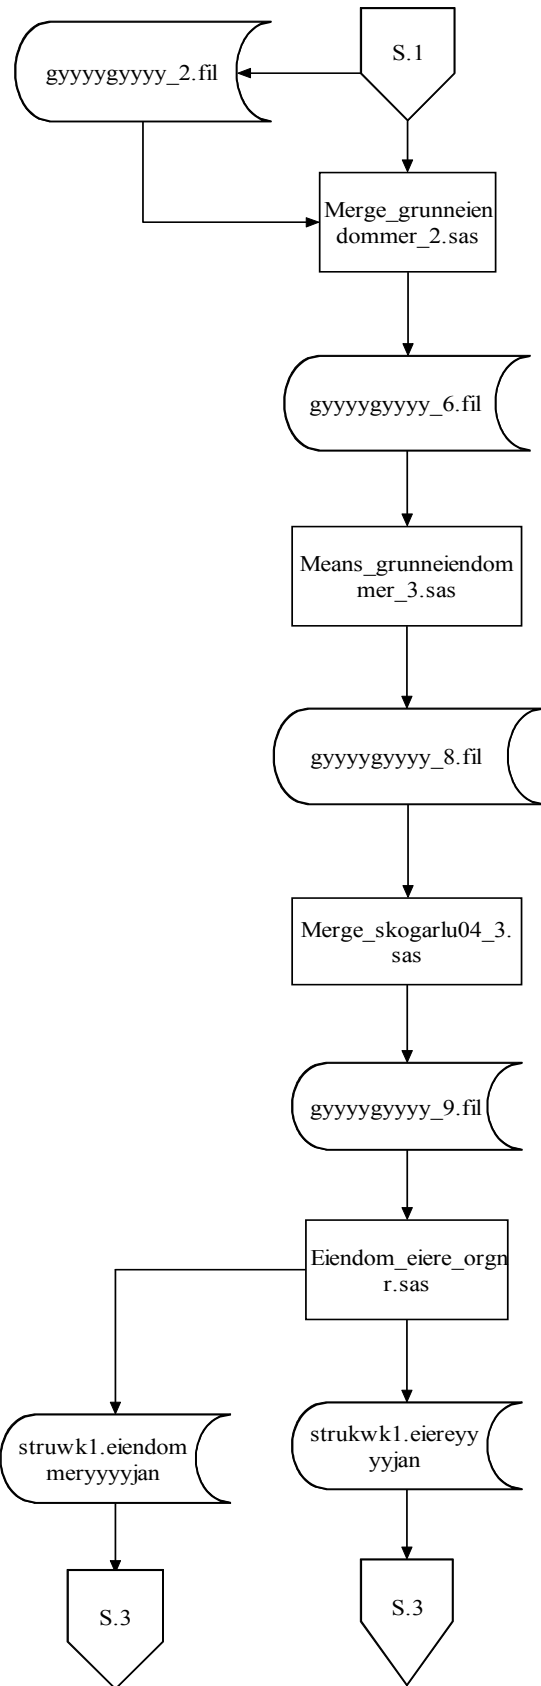 S.1
gyyyygyyyy_2.fil
Merge_grunneien
dommer_2.sas
gyyyygyyyy_6.fil
Means_grunneiendom
mer_3.sas
gyyyygyyyy_8.fil
Merge_skogarlu04_3.
sas
gyyyygyyyy_9.fil
Eiendom_eiere_orgn
r.sas
struwk1.eiendom
meryyyyjan
strukwk1.eiereyy
yyjan
S.3
S.3